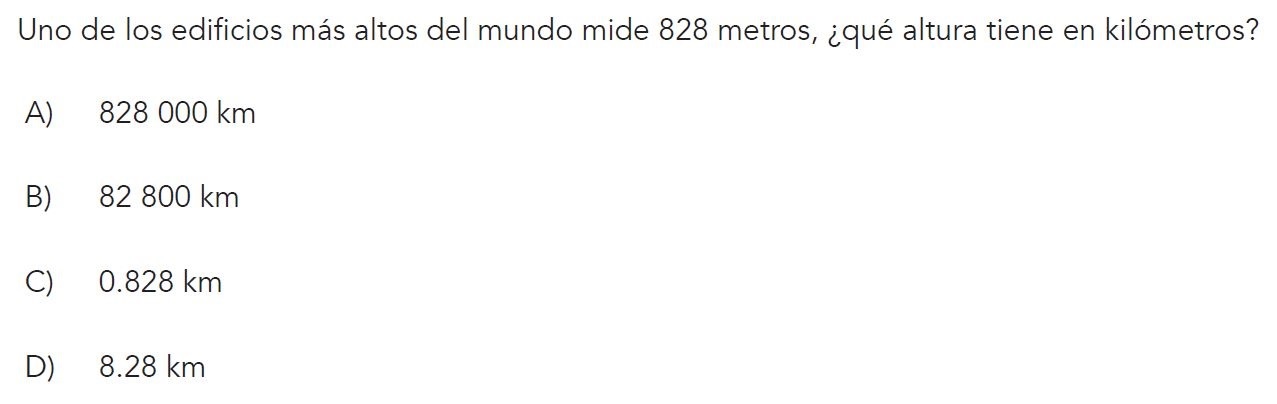 Uno de los edificios más altos del mundo mide 828 metros, ¿qué altura tiene en kilómetros?
A) 828 000 km
B) 82 800 km
C) 0.828 km
D) 8.28 km